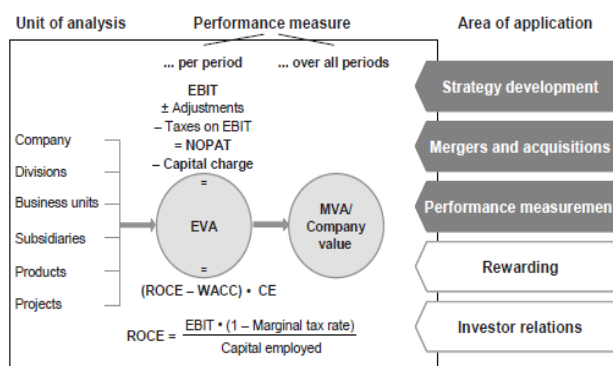 Unit of analysis
Performance measure
Area of application
... per period
... over all periods
EBIT
± Adjustments
– Taxes on EBIT
= NOPAT
– Capital charge
=
EVA
=
(ROCE – WACC) • CE
MVA/
Company
value
Company
Divisions
Business units
Subsidiaries
Products
Projects
ROCE = EBIT • (1 – Marginal tax rate)
Capital employed
Strategy development
Mergers and acquisitions
Performance measurement
Rewarding
Investor relations